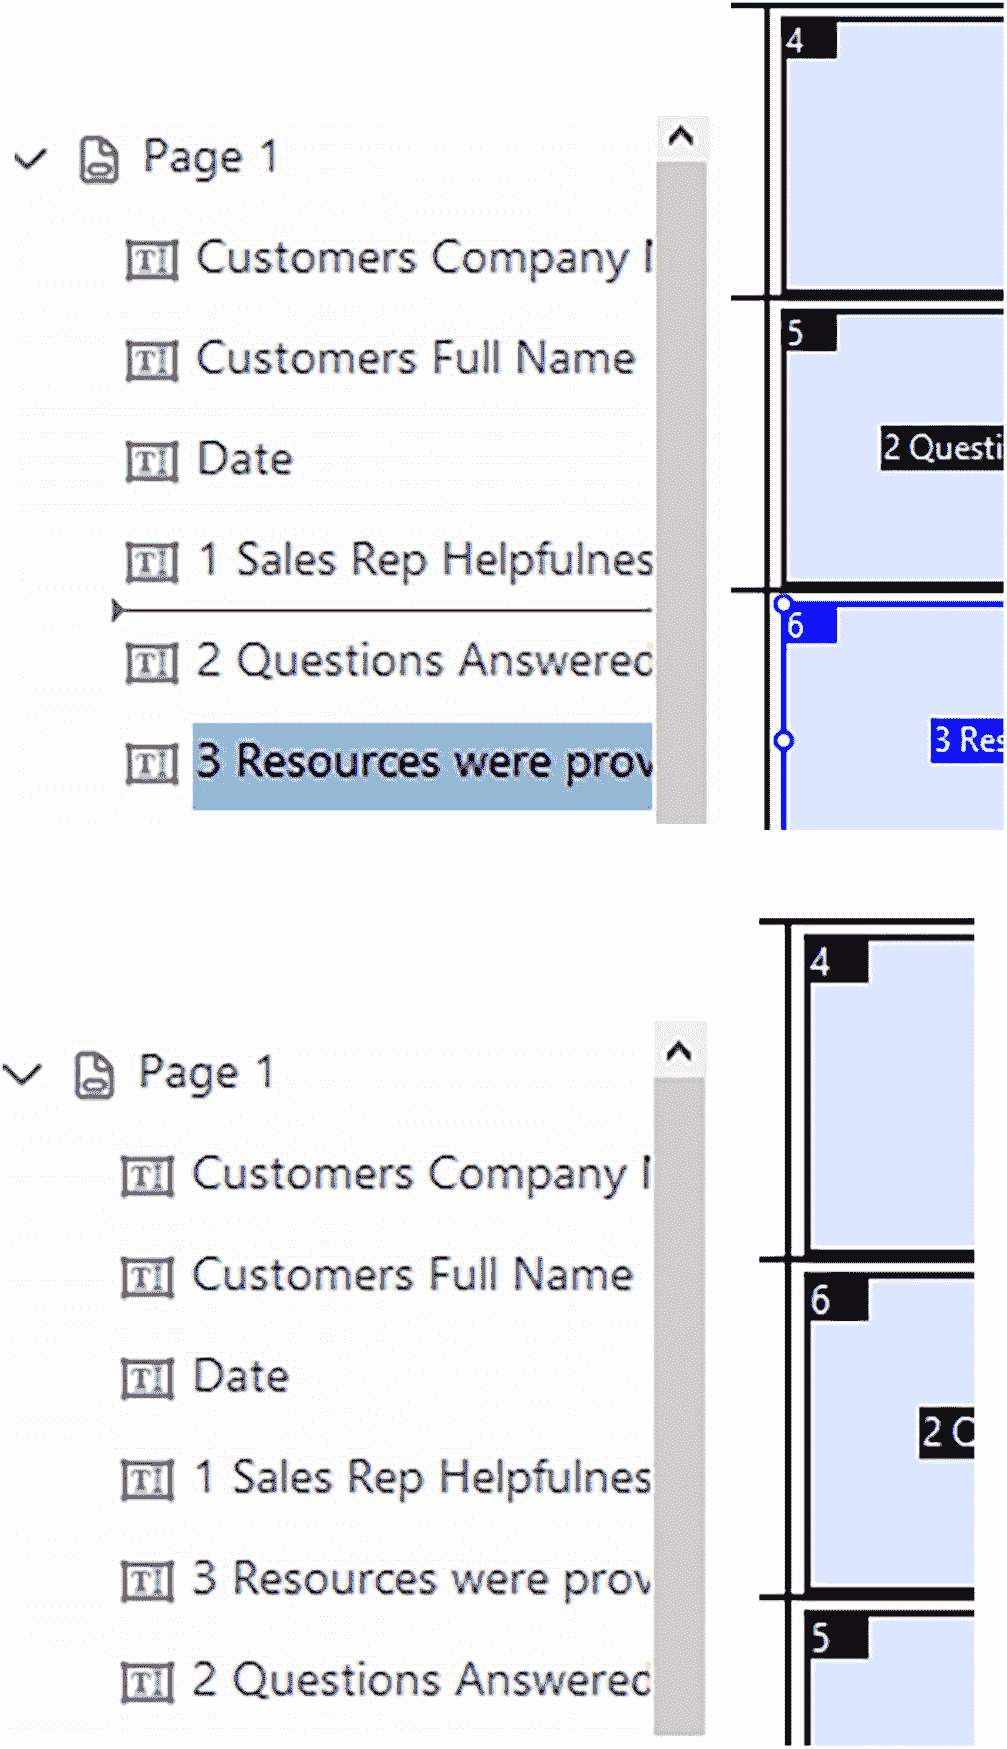 Page 1
Customers Company
Customers Full Name
Date
1 Sales Rep Helpfulnes
2 Questions Answered
3 Resources were prov
4
5
2 Questi
6
3 Res
Page 1
Customers Company
Customers Full Name
Date
1 Sales Rep Helpfulnes
3 Resources were prov
2 Questions Answered
4
6
2
5